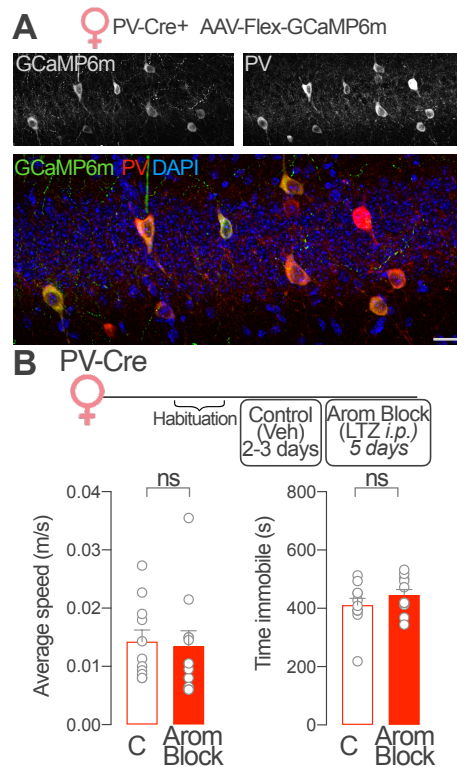 A
PV-Cre+ AAV-Flex-GCaMP6m
GCaMP6m
PV
GCaMP6m PV DAPI
B PV-Cre
Habituation
Control
(Veh)
2-3 days
Arom Block
(LTZ i.p.)
5 days
ns
Average speed (m/s)
0.04
0.03
0.02
0.01
0.00
C
Arom
Block
ns
Time immobile (s)
800
600
400
200
0
C
Arom
Block